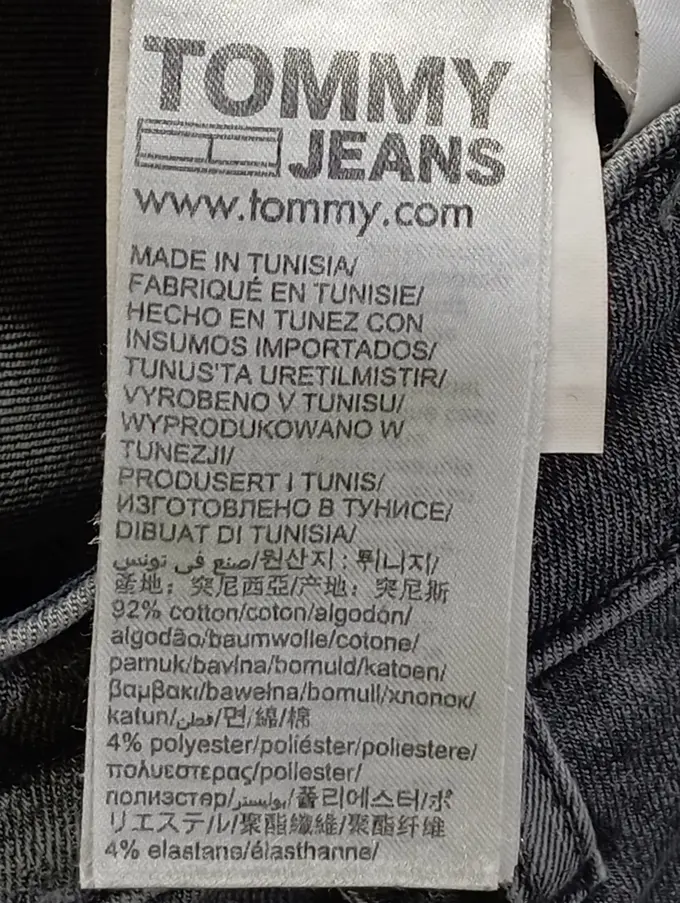 TOMMY
JEANS
www.tommy.com
MADE IN TUNISIA/
FABRIQUÉ EN TUNISIE/
HECHO EN TUNEZ CON
INSUMOS IMPORTADOS/
TUNUS'TA URETILMISTIR/
VYROBENO V TUNISU/
WYPRODUKOWANO W
TUNEZJI/
PRODUSERT I TUNIS/
ИЗГОТОВЛЕНО В ТУНИСЕ/
DIBUAT DI TUNISIA/
صنع في تونس/원산지 : 튀니지/
産地：突尼西亞/产地：突尼斯
92% cotton/coton/algodón/
algodão/baumwolle/cotone/
pamuk/bavlna/bomuld/katoen/
βαμβακι/bawełna/bomull/хлопок/
katun/قطن/면/綿/棉
4% polyester/poliéster/poliestere/
πολυεστερας/poliester/
полиэстер/بوليستر/폴리에스터/ポ
リエステル/聚酯纖維/聚酯纤维
4% elastane/élasthanne/